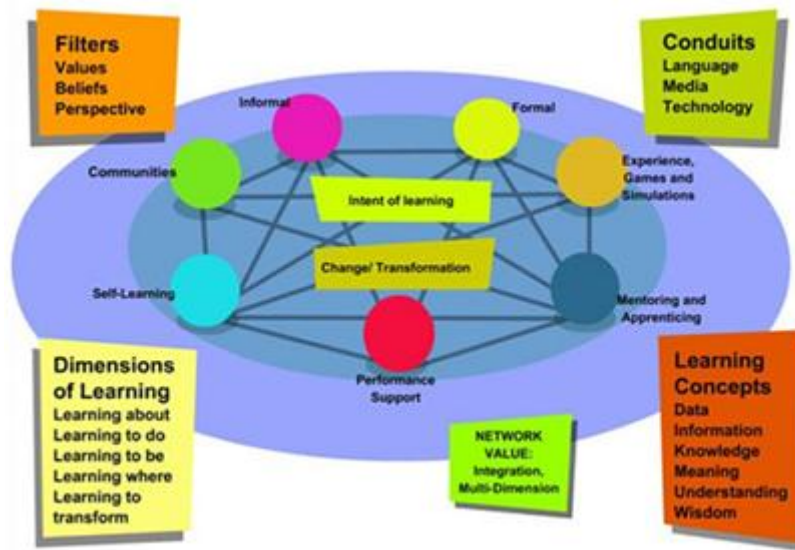 Filters
Values
Beliefs
Perspective
Conduits
Language
Media
Technology
Informal
Formal
Communities
Experience,
Games and
Simulations
Intent of learning
Change/ Transformation
Self-Learning
Mentoring and
Apprenticing
Performance
Support
Dimensions
of Learning
Learning about
Learning to do
Learning to be
Learning where
Learning to
transform
NETWORK
VALUE:
Integration,
Multi-Dimension
Learning
Concepts
Data
Information
Knowledge
Meaning
Understanding
Wisdom